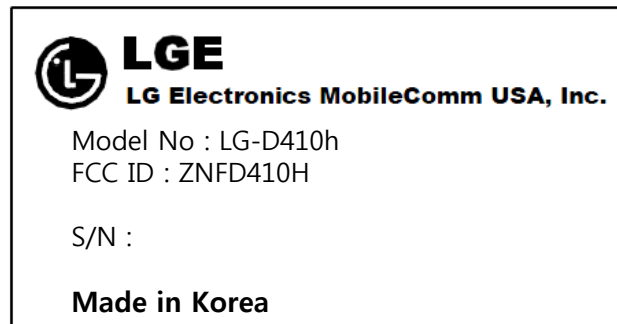 LGE
LG Electronics MobileComm USA, Inc.
Model No : LG-D410h
FCC ID : ZNFD410H
S/N :
Made in Korea